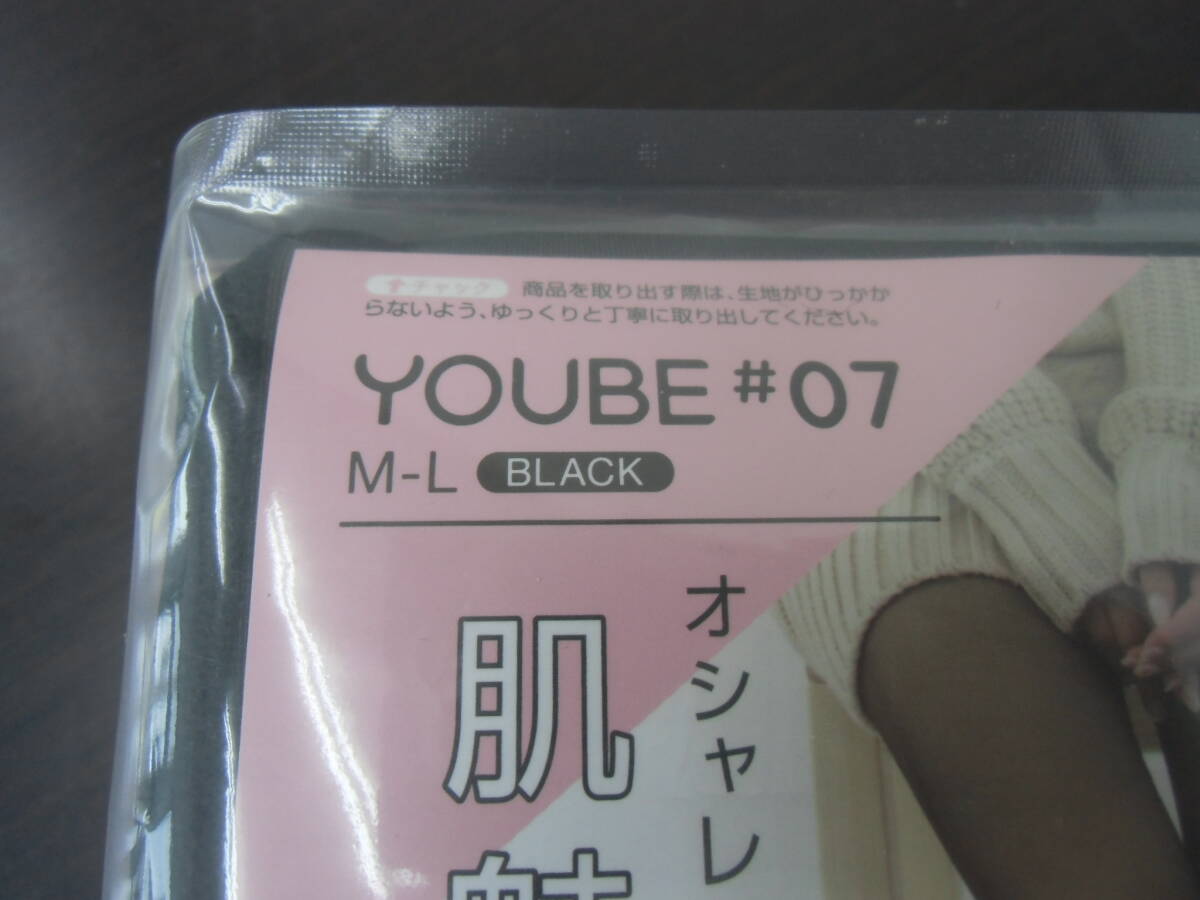 ↑チャック 商品を取り出す際は、生地がひっかか
らないよう、ゆっくりと丁寧に取り出してください。
YOUBE #07
M-L BLACK
オシャレ
肌魅